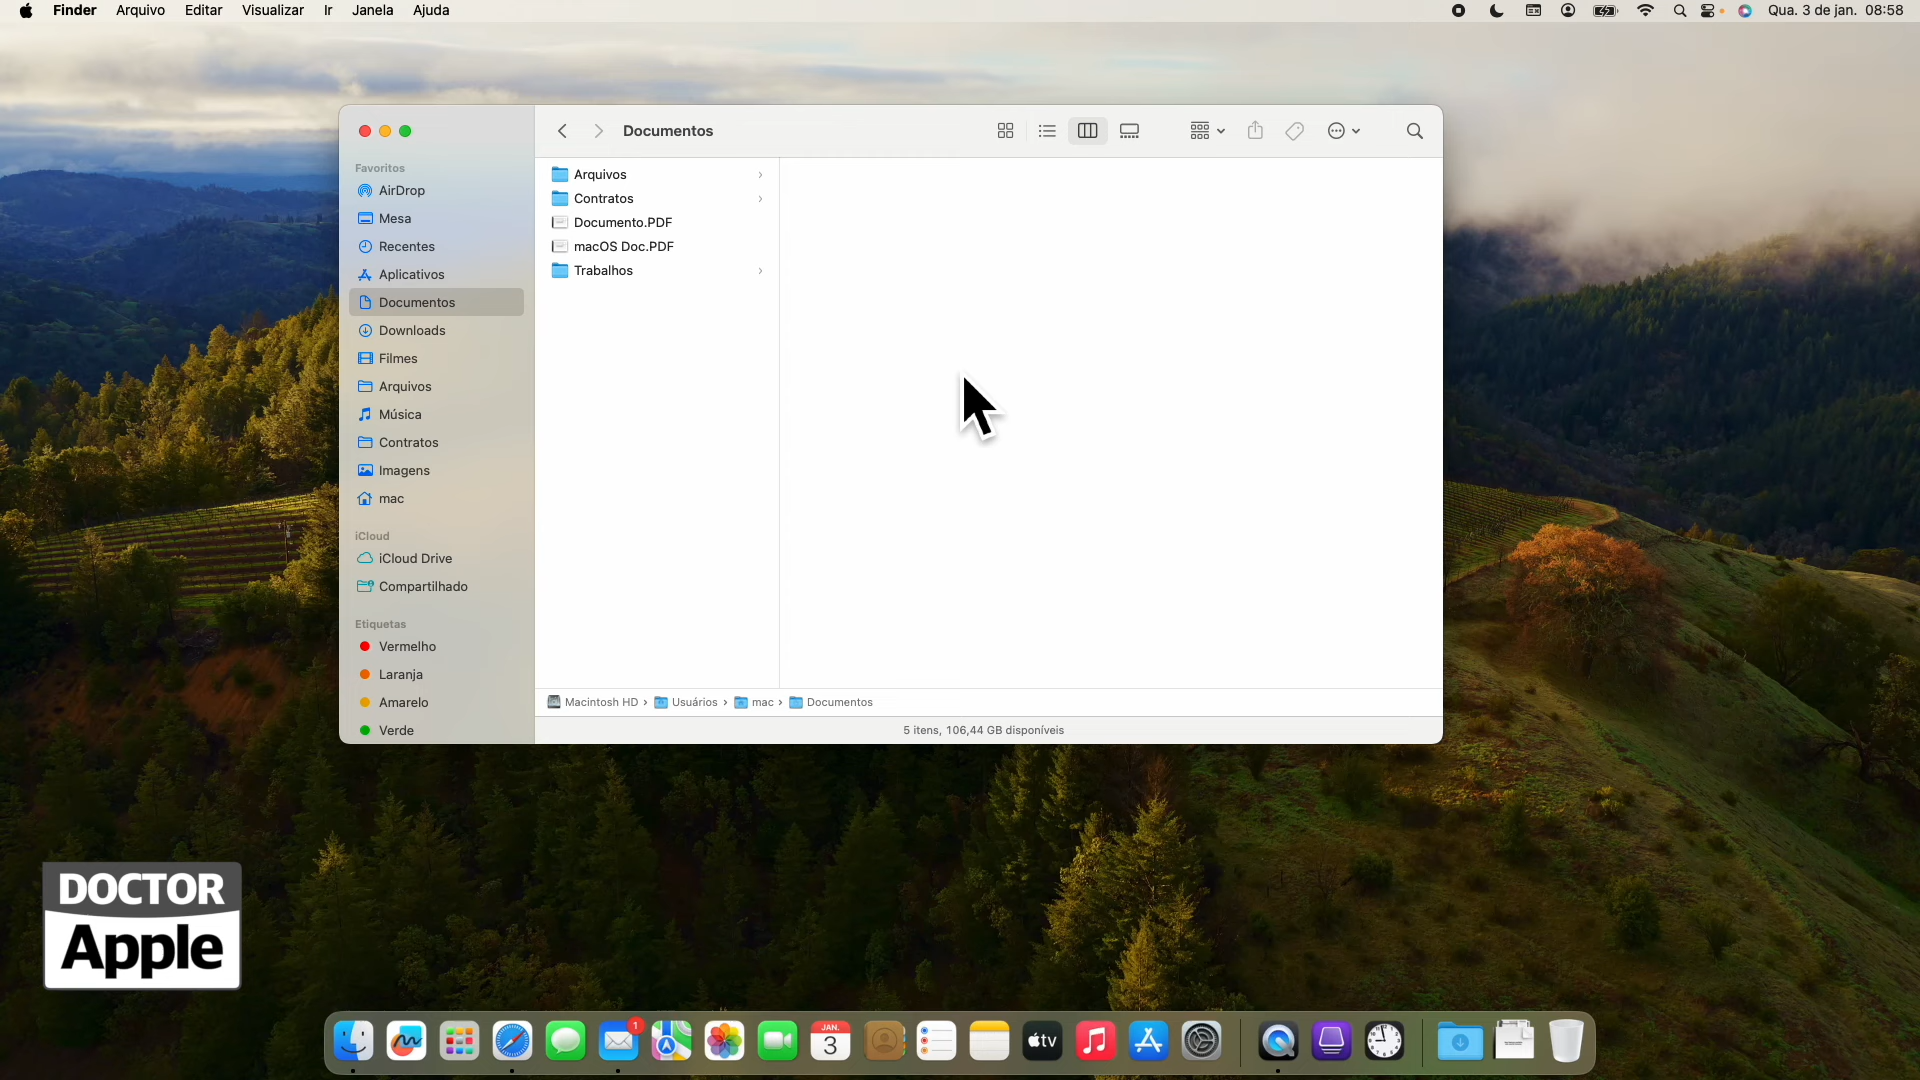 Finder Arquivo Editar Visualizar Ir Janela Ajuda Qua. 3 de jan. 08:58
Documentos
Favoritos
AirDrop
Mesa
Recentes
Aplicativos
Documentos
Downloads
Filmes
Arquivos
Música
Contratos
Imagens
mac
iCloud
iCloud Drive
Compartilhado
Etiquetas
Vermelho
Laranja
Amarelo
Verde
Arquivos
Contratos
Documento.PDF
macOS Doc.PDF
Trabalhos
Macintosh HD › Usuários › mac › Documentos
5 itens, 106,44 GB disponíveis
DOCTOR
Apple
1
JAN.
3
tv